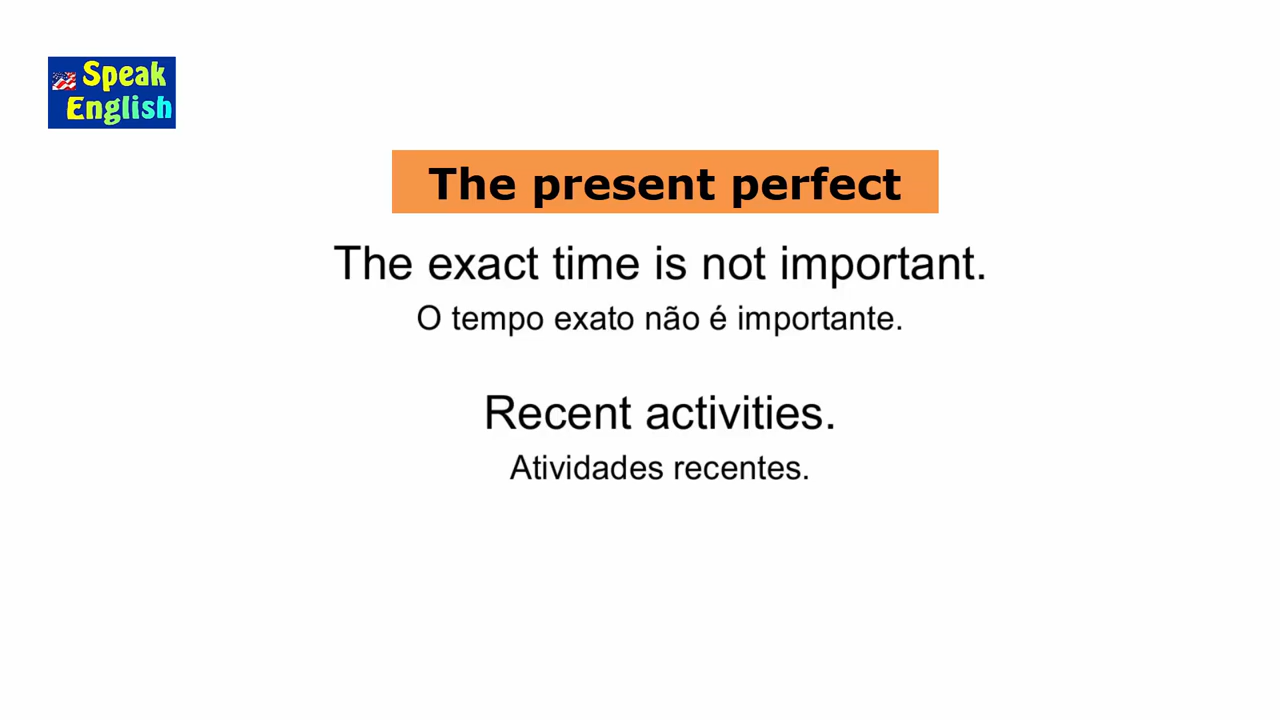 Speak
English
The present perfect
The exact time is not important.
O tempo exato não é importante.
Recent activities.
Atividades recentes.